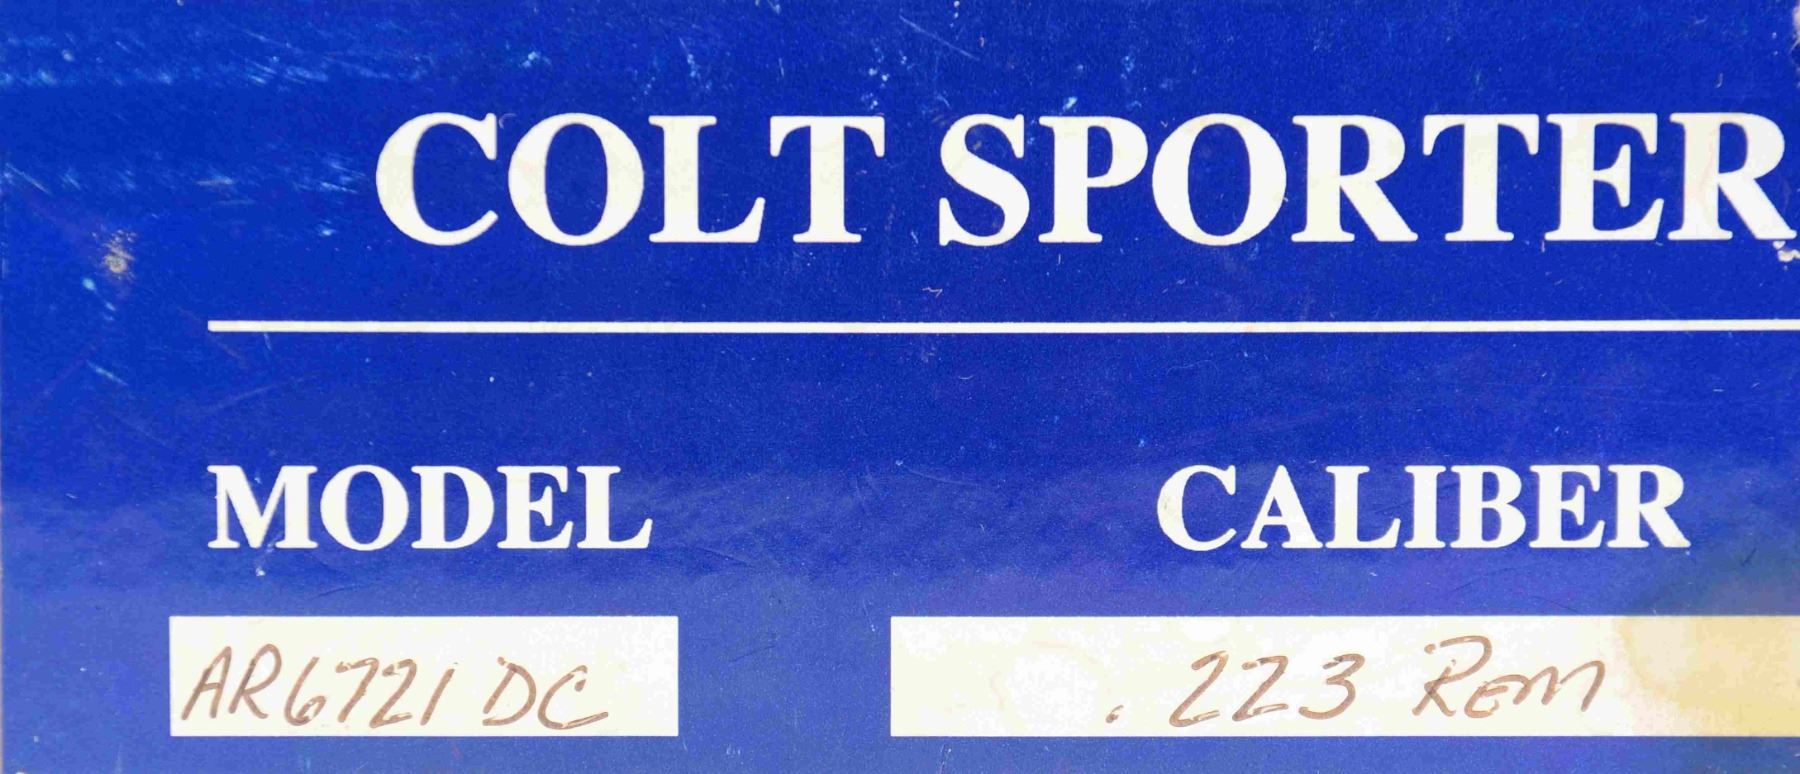 COLT SPORTER
MODEL CALIBER
AR6721 DC .223 Rem